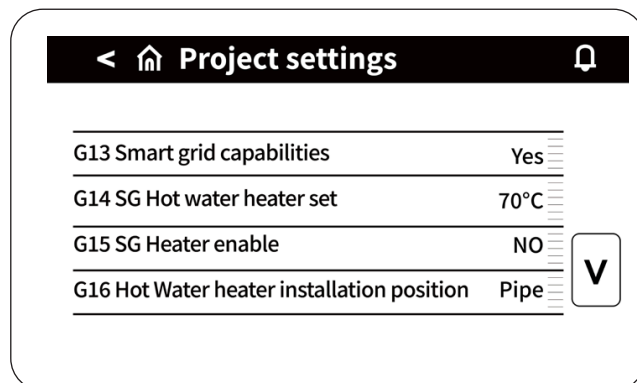 < Project settings
G13 Smart grid capabilities Yes
G14 SG Hot water heater set 70°C
G15 SG Heater enable NO
G16 Hot Water heater installation position Pipe
V